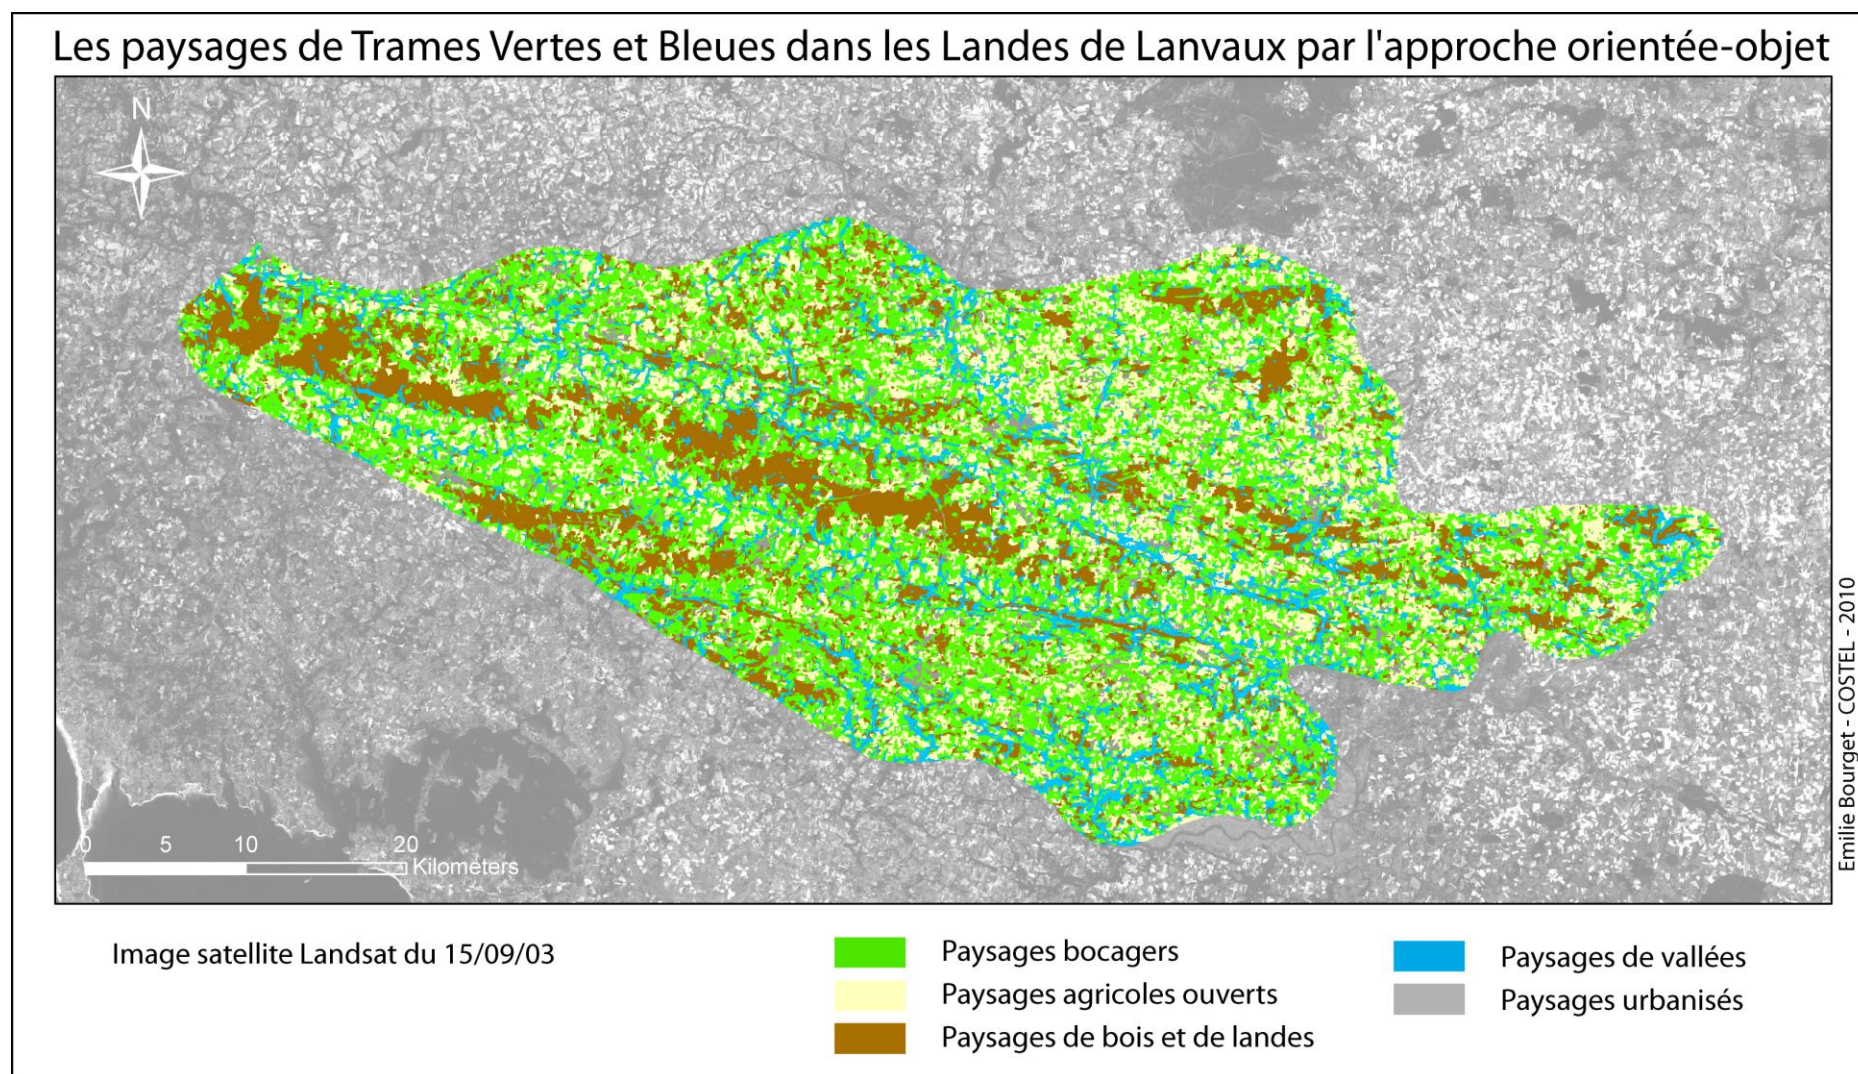 Les paysages de Trames Vertes et Bleues dans les Landes de Lanvaux par l'approche orientée-objet
N
0 5 10 20
Kilometers
Emilie Bourget - COSTEL - 2010
Image satellite Landsat du 15/09/03
Paysages bocagers
Paysages agricoles ouverts
Paysages de bois et de landes
Paysages de vallées
Paysages urbanisés